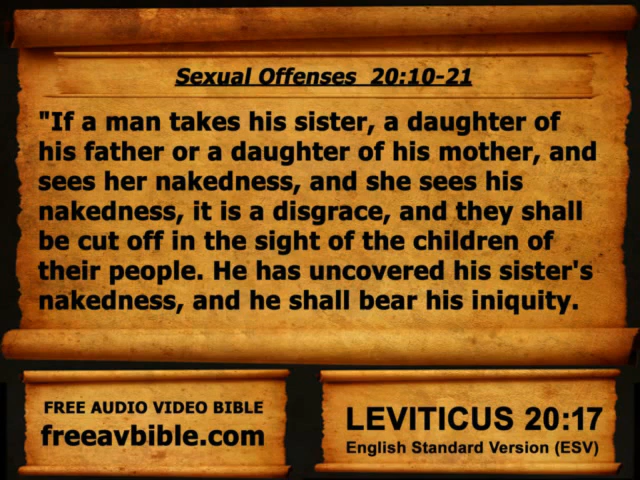 Sexual Offenses 20:10-21
"If a man takes his sister, a daughter of
his father or a daughter of his mother, and
sees her nakedness, and she sees his
nakedness, it is a disgrace, and they shall
be cut off in the sight of the children of
their people. He has uncovered his sister's
nakedness, and he shall bear his iniquity.
FREE AUDIO VIDEO BIBLE
freeavbible.com
LEVITICUS 20:17
English Standard Version (ESV)